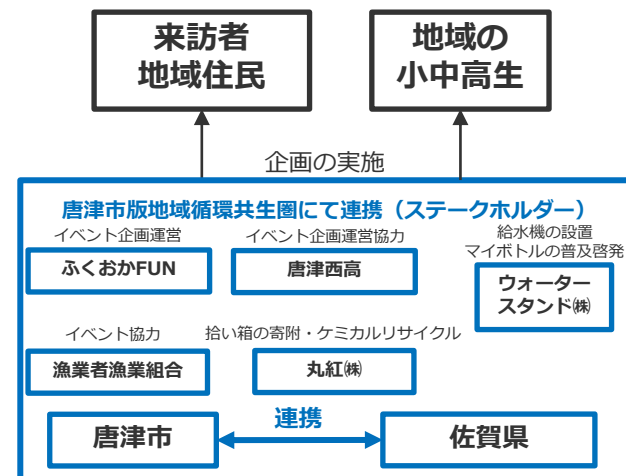 来訪者
地域住民
地域の
小中高生
企画の実施
唐津市版地域循環共生圏にて連携（ステークホルダー）
イベント企画運営
ふくおかFUN
イベント企画運営協力
唐津西高
給水機の設置
マイボトルの普及啓発
ウォーター
スタンド㈱
イベント協力
漁業者漁業組合
拾い箱の寄附・ケミカルリサイクル
丸紅㈱
唐津市
連携
佐賀県